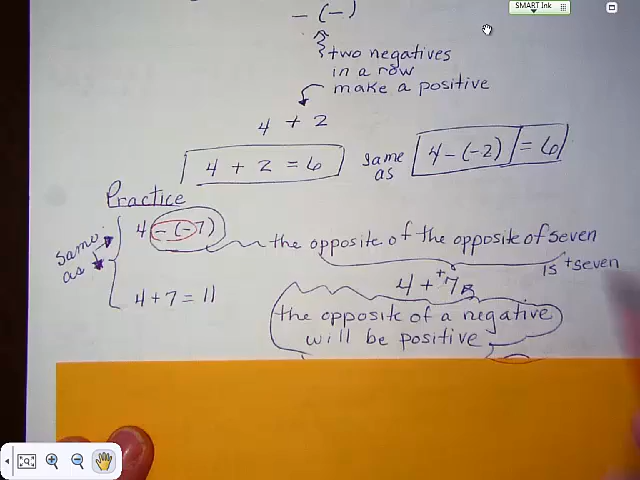 SMART Ink
- (-)
two negatives
in a row
make a positive
4 + 2
4 + 2 = 6 same as 4 - (-2) = 6
Practice
same as
4 - (-7) the opposite of the opposite of seven
is +seven
4 + +7
4 + 7 = 11
the opposite of a negative
will be positive